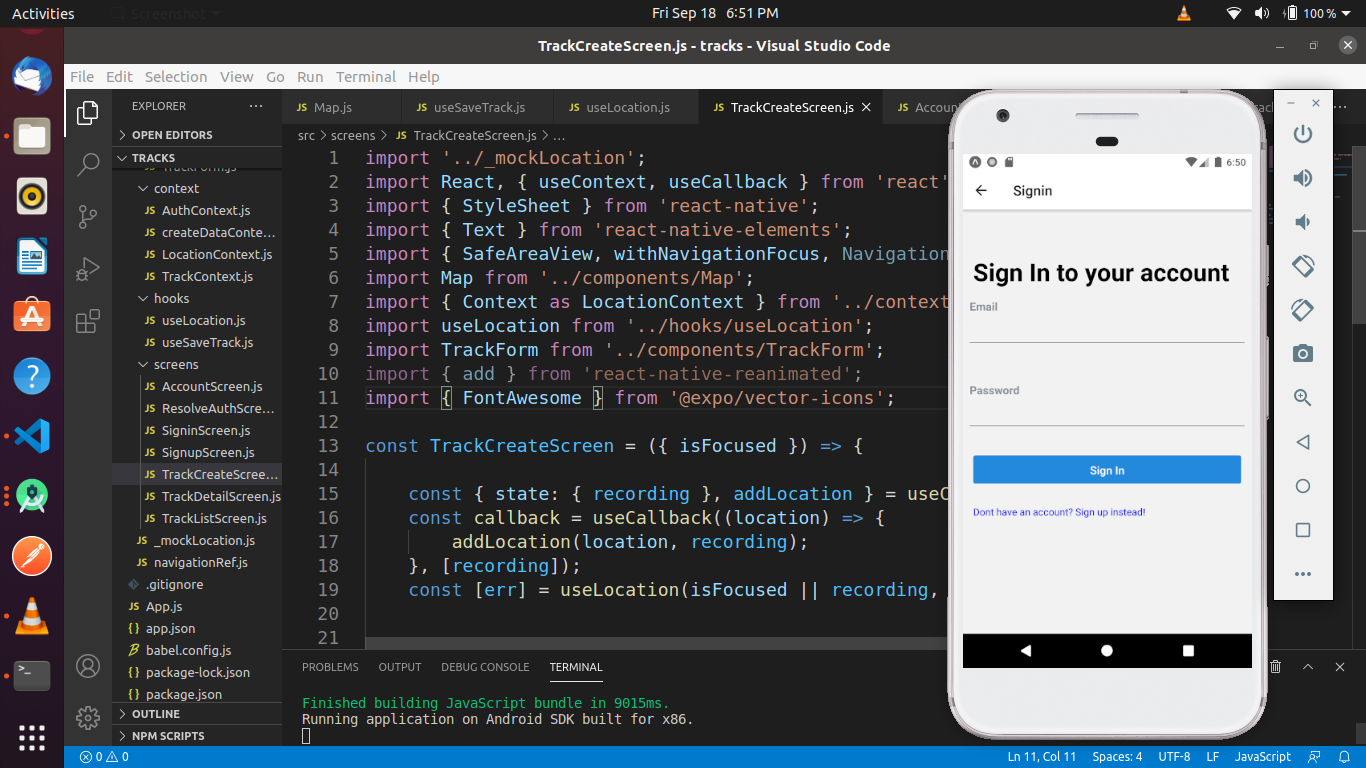 Activities
Screenshot
Fri Sep 18 6:51 PM
100 %
TrackCreateScreen.js - tracks - Visual Studio Code
File Edit Selection View Go Run Terminal Help
EXPLORER
OPEN EDITORS
TRACKS
TrackForm.js
context
AuthContext.js
createDataConte...
LocationContext.js
TrackContext.js
hooks
useLocation.js
useSaveTrack.js
screens
AccountScreen.js
ResolveAuthScre...
SigninScreen.js
SignupScreen.js
TrackCreateScree...
TrackDetailScreen.js
TrackListScreen.js
_mockLocation.js
navigationRef.js
.gitignore
App.js
app.json
babel.config.js
package-lock.json
package.json
OUTLINE
NPM SCRIPTS
JS Map.js
JS useSaveTrack.js
JS useLocation.js
JS TrackCreateScreen.js
JS Account
src > screens > JS TrackCreateScreen.js > ...
1 import '../_mockLocation';
2 import React, { useContext, useCallback } from 'react'
3 import { StyleSheet } from 'react-native';
4 import { Text } from 'react-native-elements';
5 import { SafeAreaView, withNavigationFocus, Navigation
6 import Map from '../components/Map';
7 import { Context as LocationContext } from '../context
8 import useLocation from '../hooks/useLocation';
9 import TrackForm from '../components/TrackForm';
10 import { add } from 'react-native-reanimated';
11 import { FontAwesome } from '@expo/vector-icons';
12
13 const TrackCreateScreen = ({ isFocused }) => {
14
15 const { state: { recording }, addLocation } = useC
16 const callback = useCallback((location) => {
17 addLocation(location, recording);
18 }, [recording]);
19 const [err] = useLocation(isFocused || recording,
20
21
PROBLEMS OUTPUT DEBUG CONSOLE TERMINAL
Finished building JavaScript bundle in 9015ms.
Running application on Android SDK built for x86.
0 0
Ln 11, Col 11 Spaces: 4 UTF-8 LF JavaScript
6:50
Signin
Sign In to your account
Email
Password
Sign In
Dont have an account? Sign up instead!